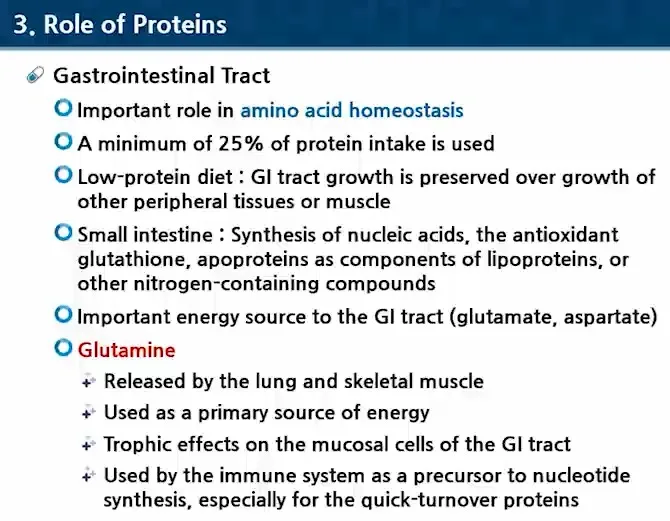 3. Role of Proteins
Gastrointestinal Tract
Important role in amino acid homeostasis
A minimum of 25% of protein intake is used
Low-protein diet : GI tract growth is preserved over growth of
other peripheral tissues or muscle
Small intestine : Synthesis of nucleic acids, the antioxidant
glutathione, apoproteins as components of lipoproteins, or
other nitrogen-containing compounds
Important energy source to the GI tract (glutamate, aspartate)
Glutamine
Released by the lung and skeletal muscle
Used as a primary source of energy
Trophic effects on the mucosal cells of the GI tract
Used by the immune system as a precursor to nucleotide
synthesis, especially for the quick-turnover proteins